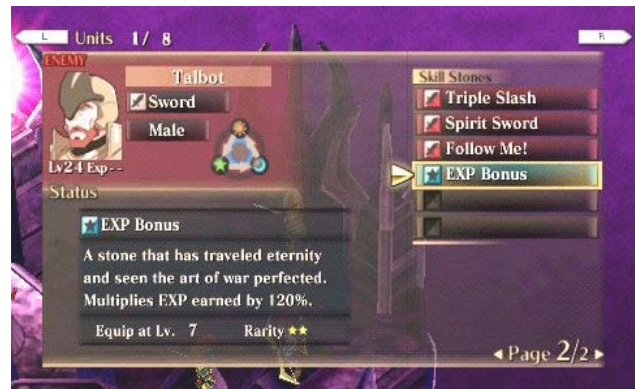 L Units 1/ 8 R
ENEMY
Talbot
Sword
Male
Lv24 Exp--
Skill Stones
Triple Slash
Spirit Sword
Follow Me!
EXP Bonus
Status
EXP Bonus
A stone that has traveled eternity
and seen the art of war perfected.
Multiplies EXP earned by 120%.
Equip at Lv. 7 Rarity ★★
◂ Page 2/2 ▸